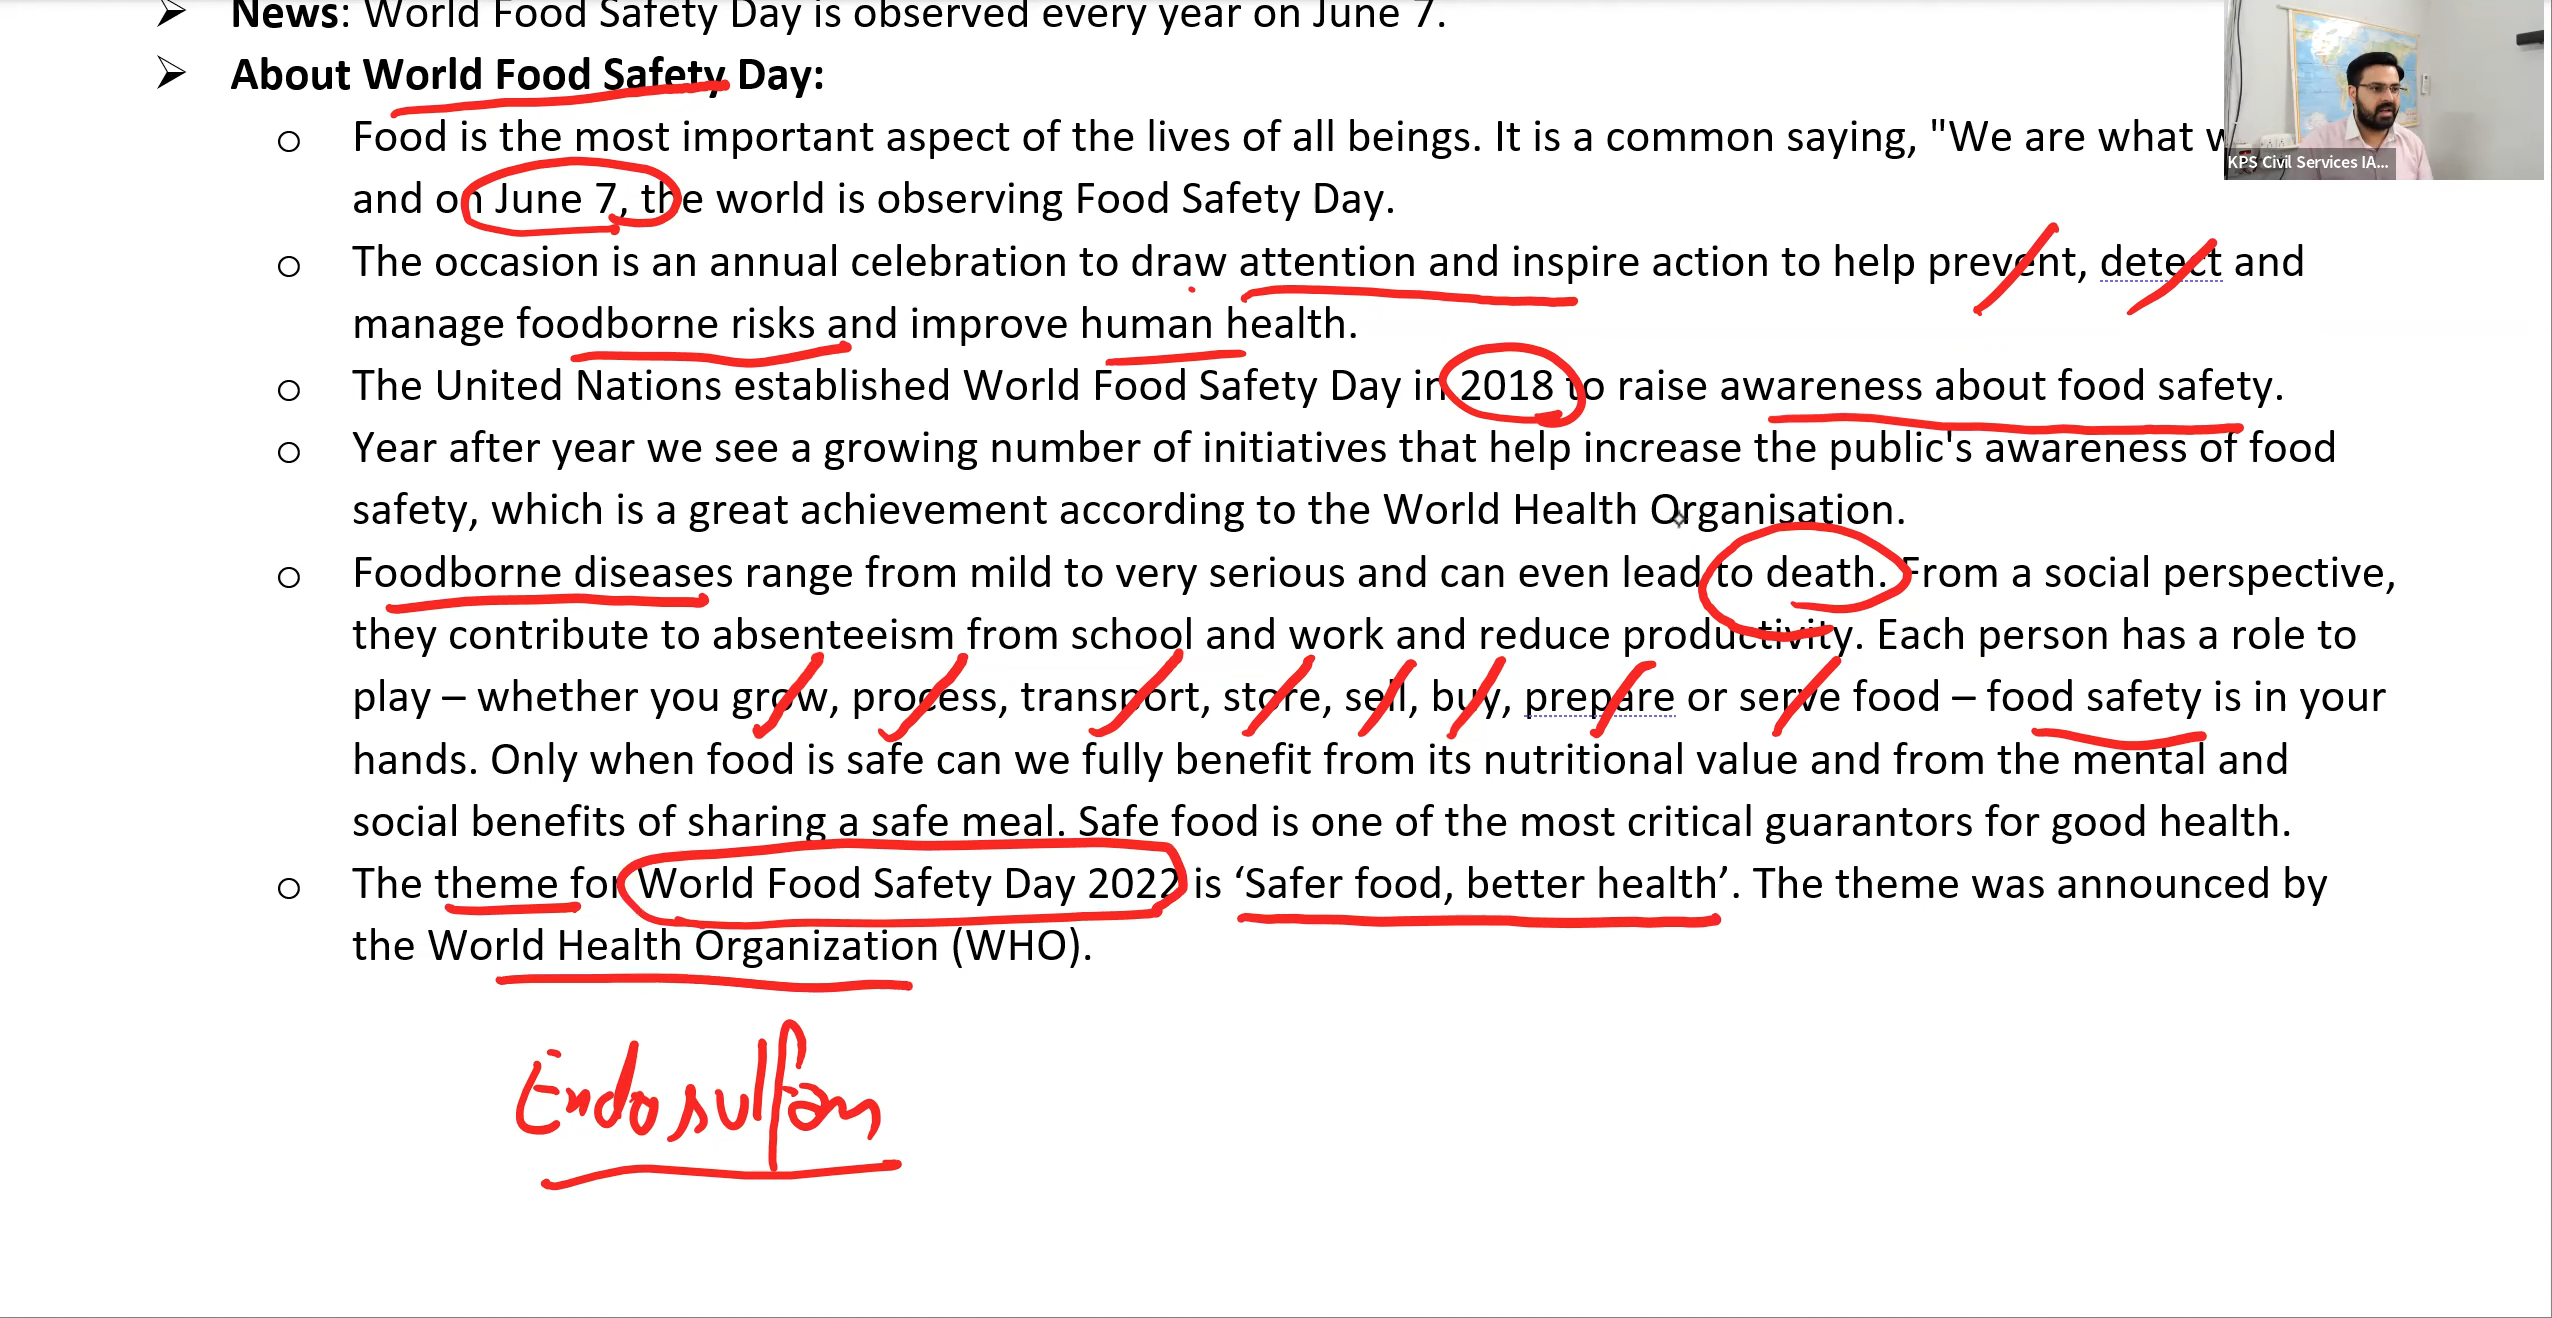 ➤ News: World Food Safety Day is observed every year on June 7.
➤ About World Food Safety Day:
o Food is the most important aspect of the lives of all beings. It is a common saying, "We are what
and on June 7, the world is observing Food Safety Day.
o The occasion is an annual celebration to draw attention and inspire action to help prevent, detect and
manage foodborne risks and improve human health.
o The United Nations established World Food Safety Day in 2018 to raise awareness about food safety.
o Year after year we see a growing number of initiatives that help increase the public's awareness of food
safety, which is a great achievement according to the World Health Organisation.
o Foodborne diseases range from mild to very serious and can even lead to death. From a social perspective,
they contribute to absenteeism from school and work and reduce productivity. Each person has a role to
play – whether you grow, process, transport, store, sell, buy, prepare or serve food – food safety is in your
hands. Only when food is safe can we fully benefit from its nutritional value and from the mental and
social benefits of sharing a safe meal. Safe food is one of the most critical guarantors for good health.
o The theme for World Food Safety Day 2022 is ‘Safer food, better health’. The theme was announced by
the World Health Organization (WHO).
Endosulfan
KPS Civil Services IA...